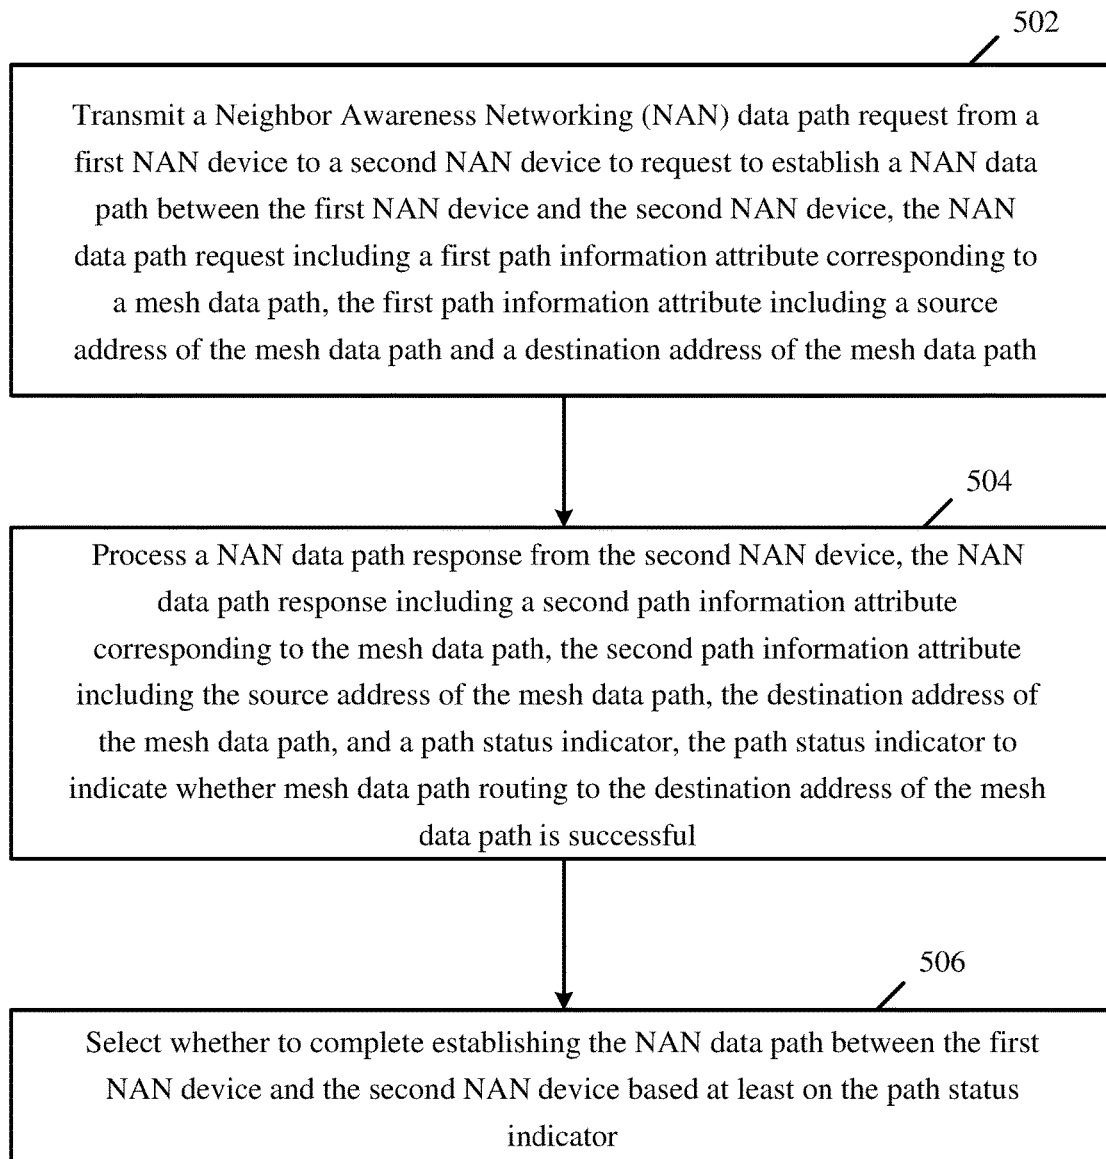 502
Transmit a Neighbor Awareness Networking (NAN) data path request from a
first NAN device to a second NAN device to request to establish a NAN data
path between the first NAN device and the second NAN device, the NAN
data path request including a first path information attribute corresponding to
a mesh data path, the first path information attribute including a source
address of the mesh data path and a destination address of the mesh data path
504
Process a NAN data path response from the second NAN device, the NAN
data path response including a second path information attribute
corresponding to the mesh data path, the second path information attribute
including the source address of the mesh data path, the destination address of
the mesh data path, and a path status indicator, the path status indicator to
indicate whether mesh data path routing to the destination address of the mesh
data path is successful
506
Select whether to complete establishing the NAN data path between the first
NAN device and the second NAN device based at least on the path status
indicator